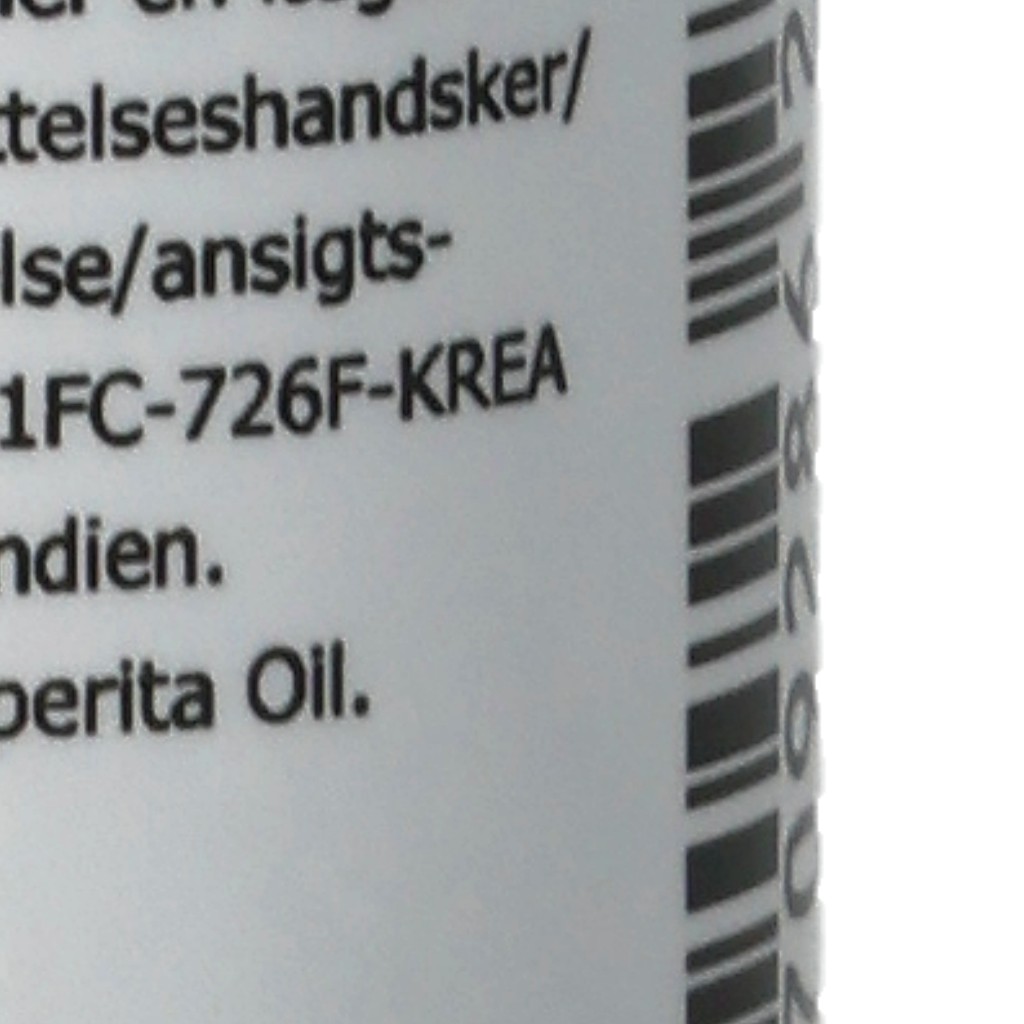 ttelseshandsker/
lse/ansigts-
1FC-726F-KREA
ndien.
perita Oil.